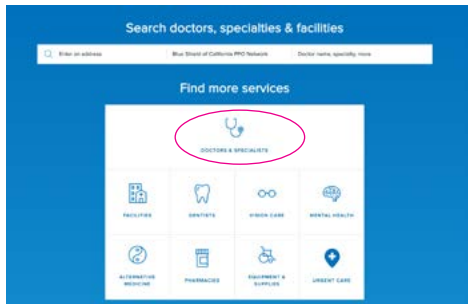 Search doctors, specialties & facilities
Enter an address Blue Shield of California PPO Network Doctor name, specialty, more
Find more services
DOCTORS & SPECIALISTS
FACILITIES DENTISTS VISION CARE MENTAL HEALTH
ALTERNATIVE MEDICINE PHARMACIES EQUIPMENT & SUPPLIES URGENT CARE